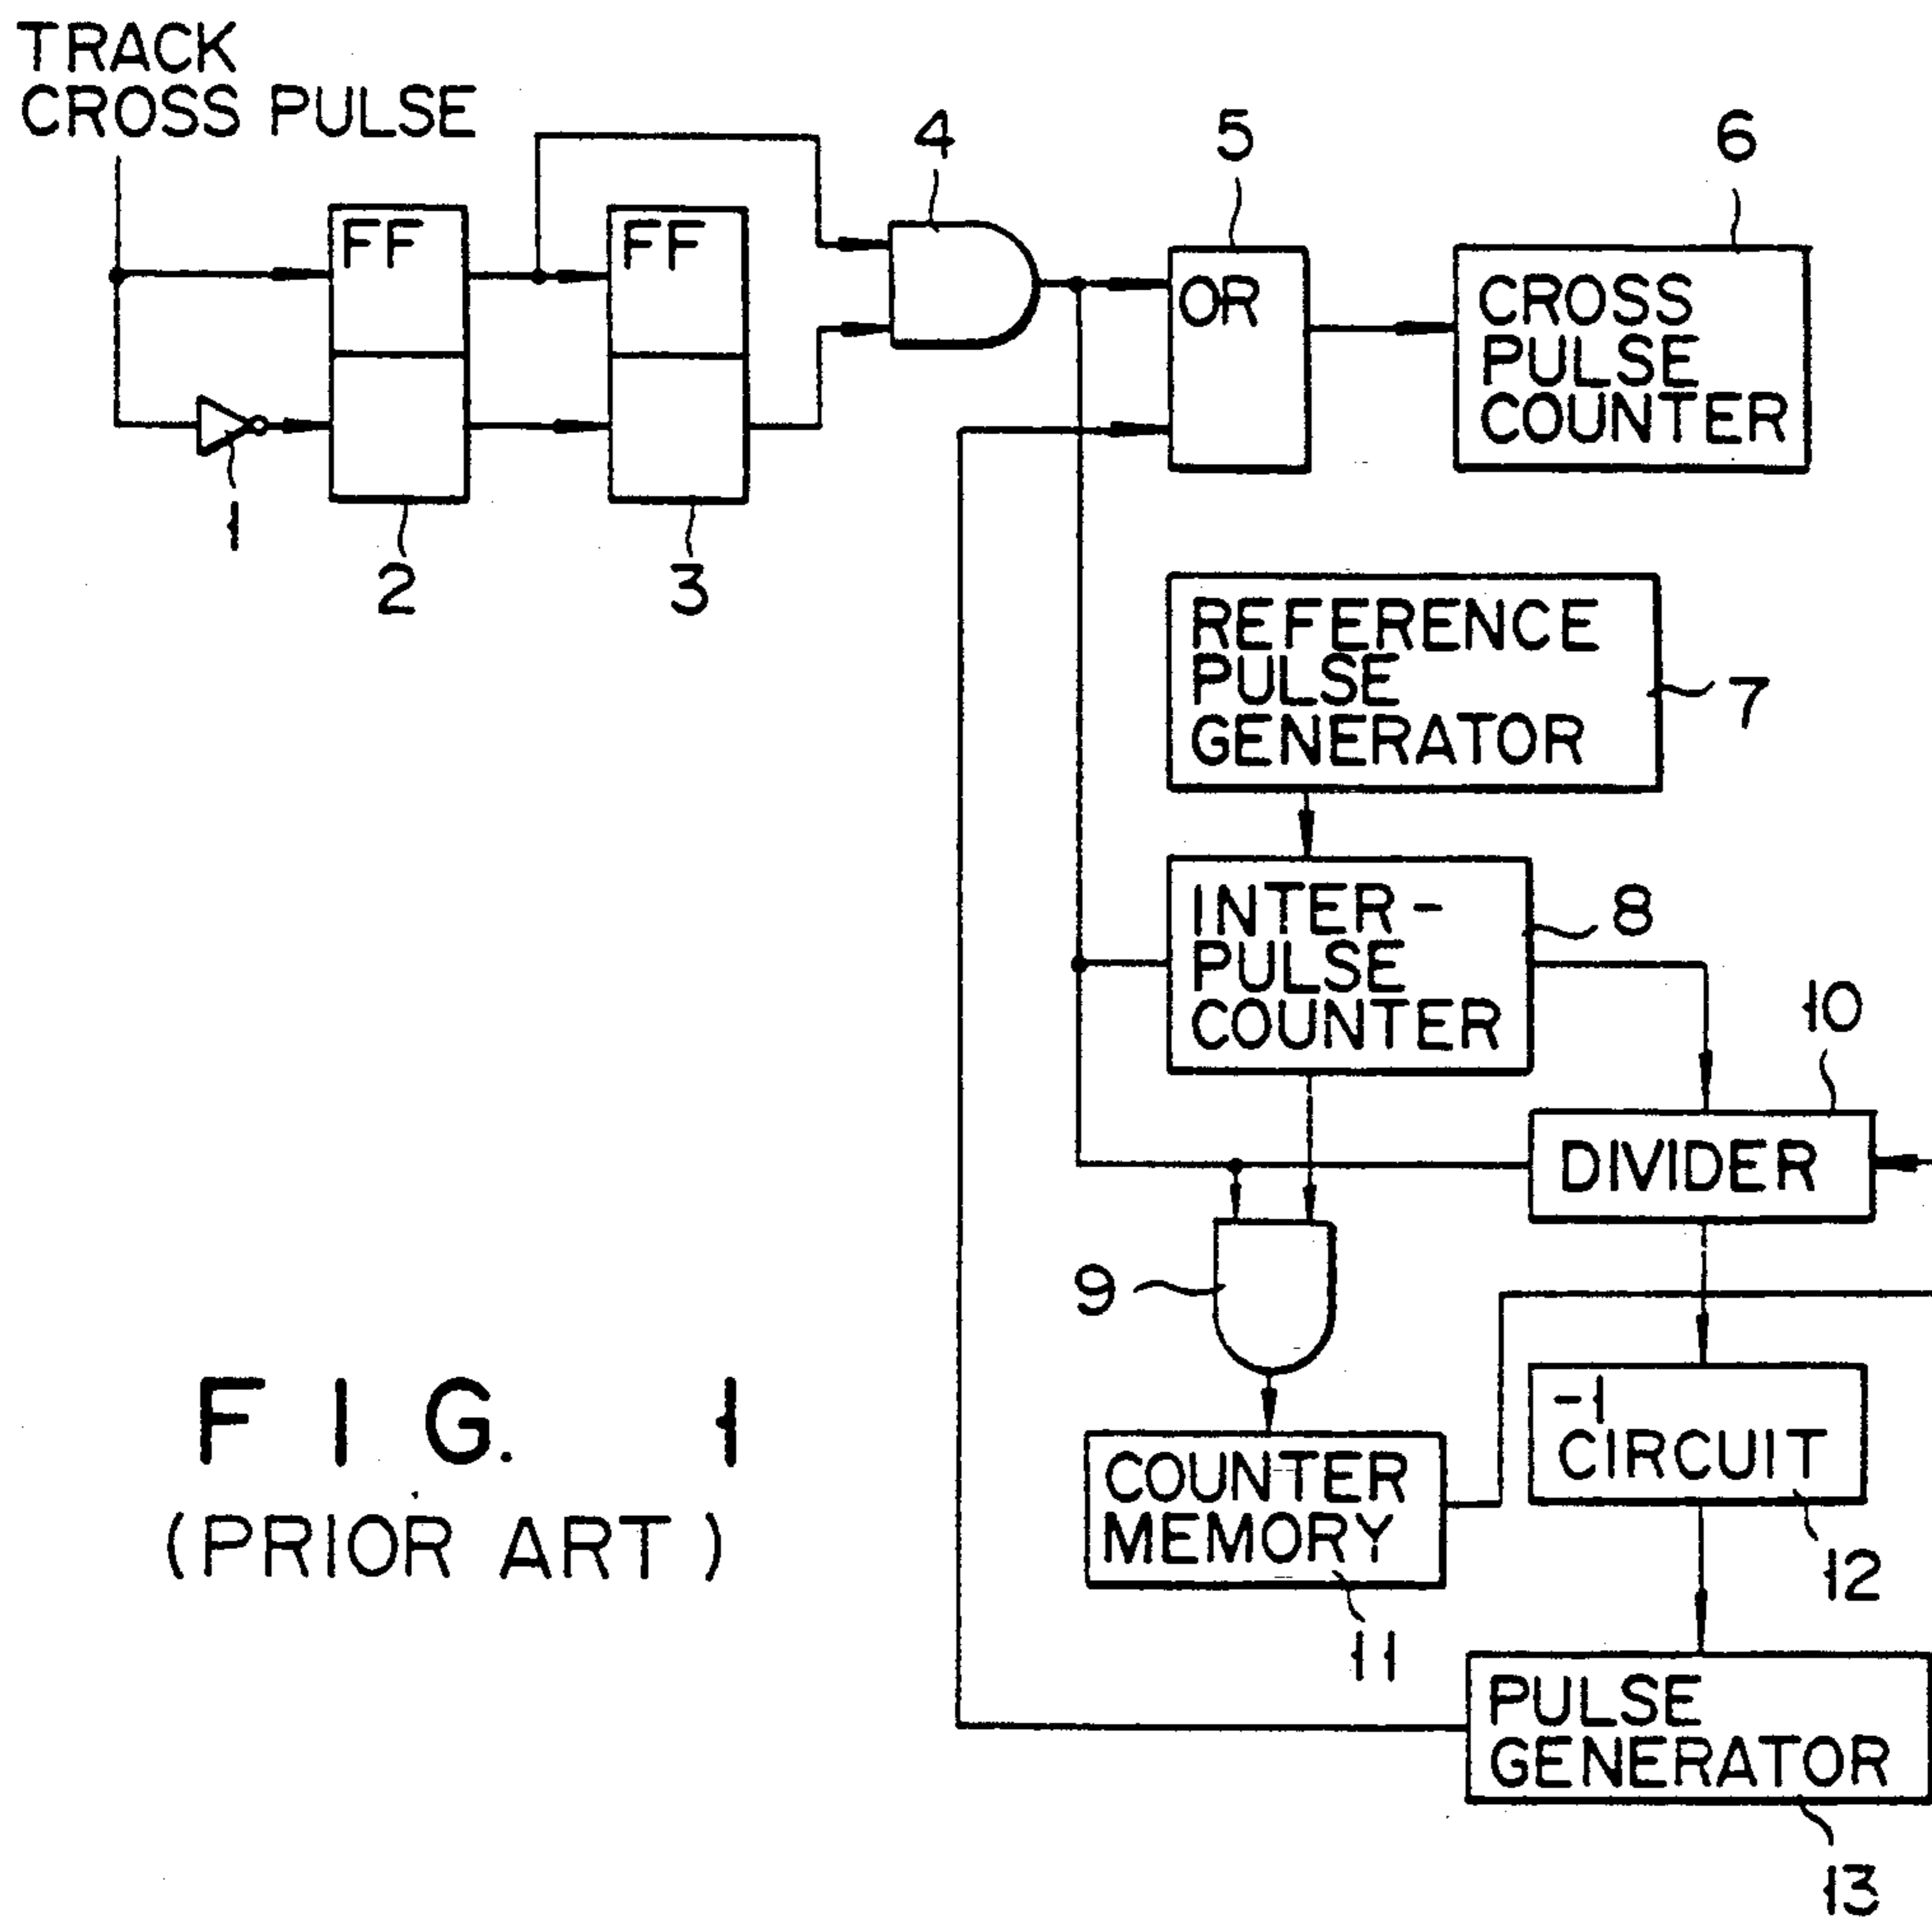 TRACK
CROSS PULSE
4
5
6
FF
FF
OR
CROSS
PULSE
COUNTER
1
2
3
REFERENCE
PULSE
GENERATOR
7
INTER-
PULSE
COUNTER
8
10
DIVIDER
9
-1
CIRCUIT
12
COUNTER
MEMORY
11
PULSE
GENERATOR
13
FIG. 1
(PRIOR ART)